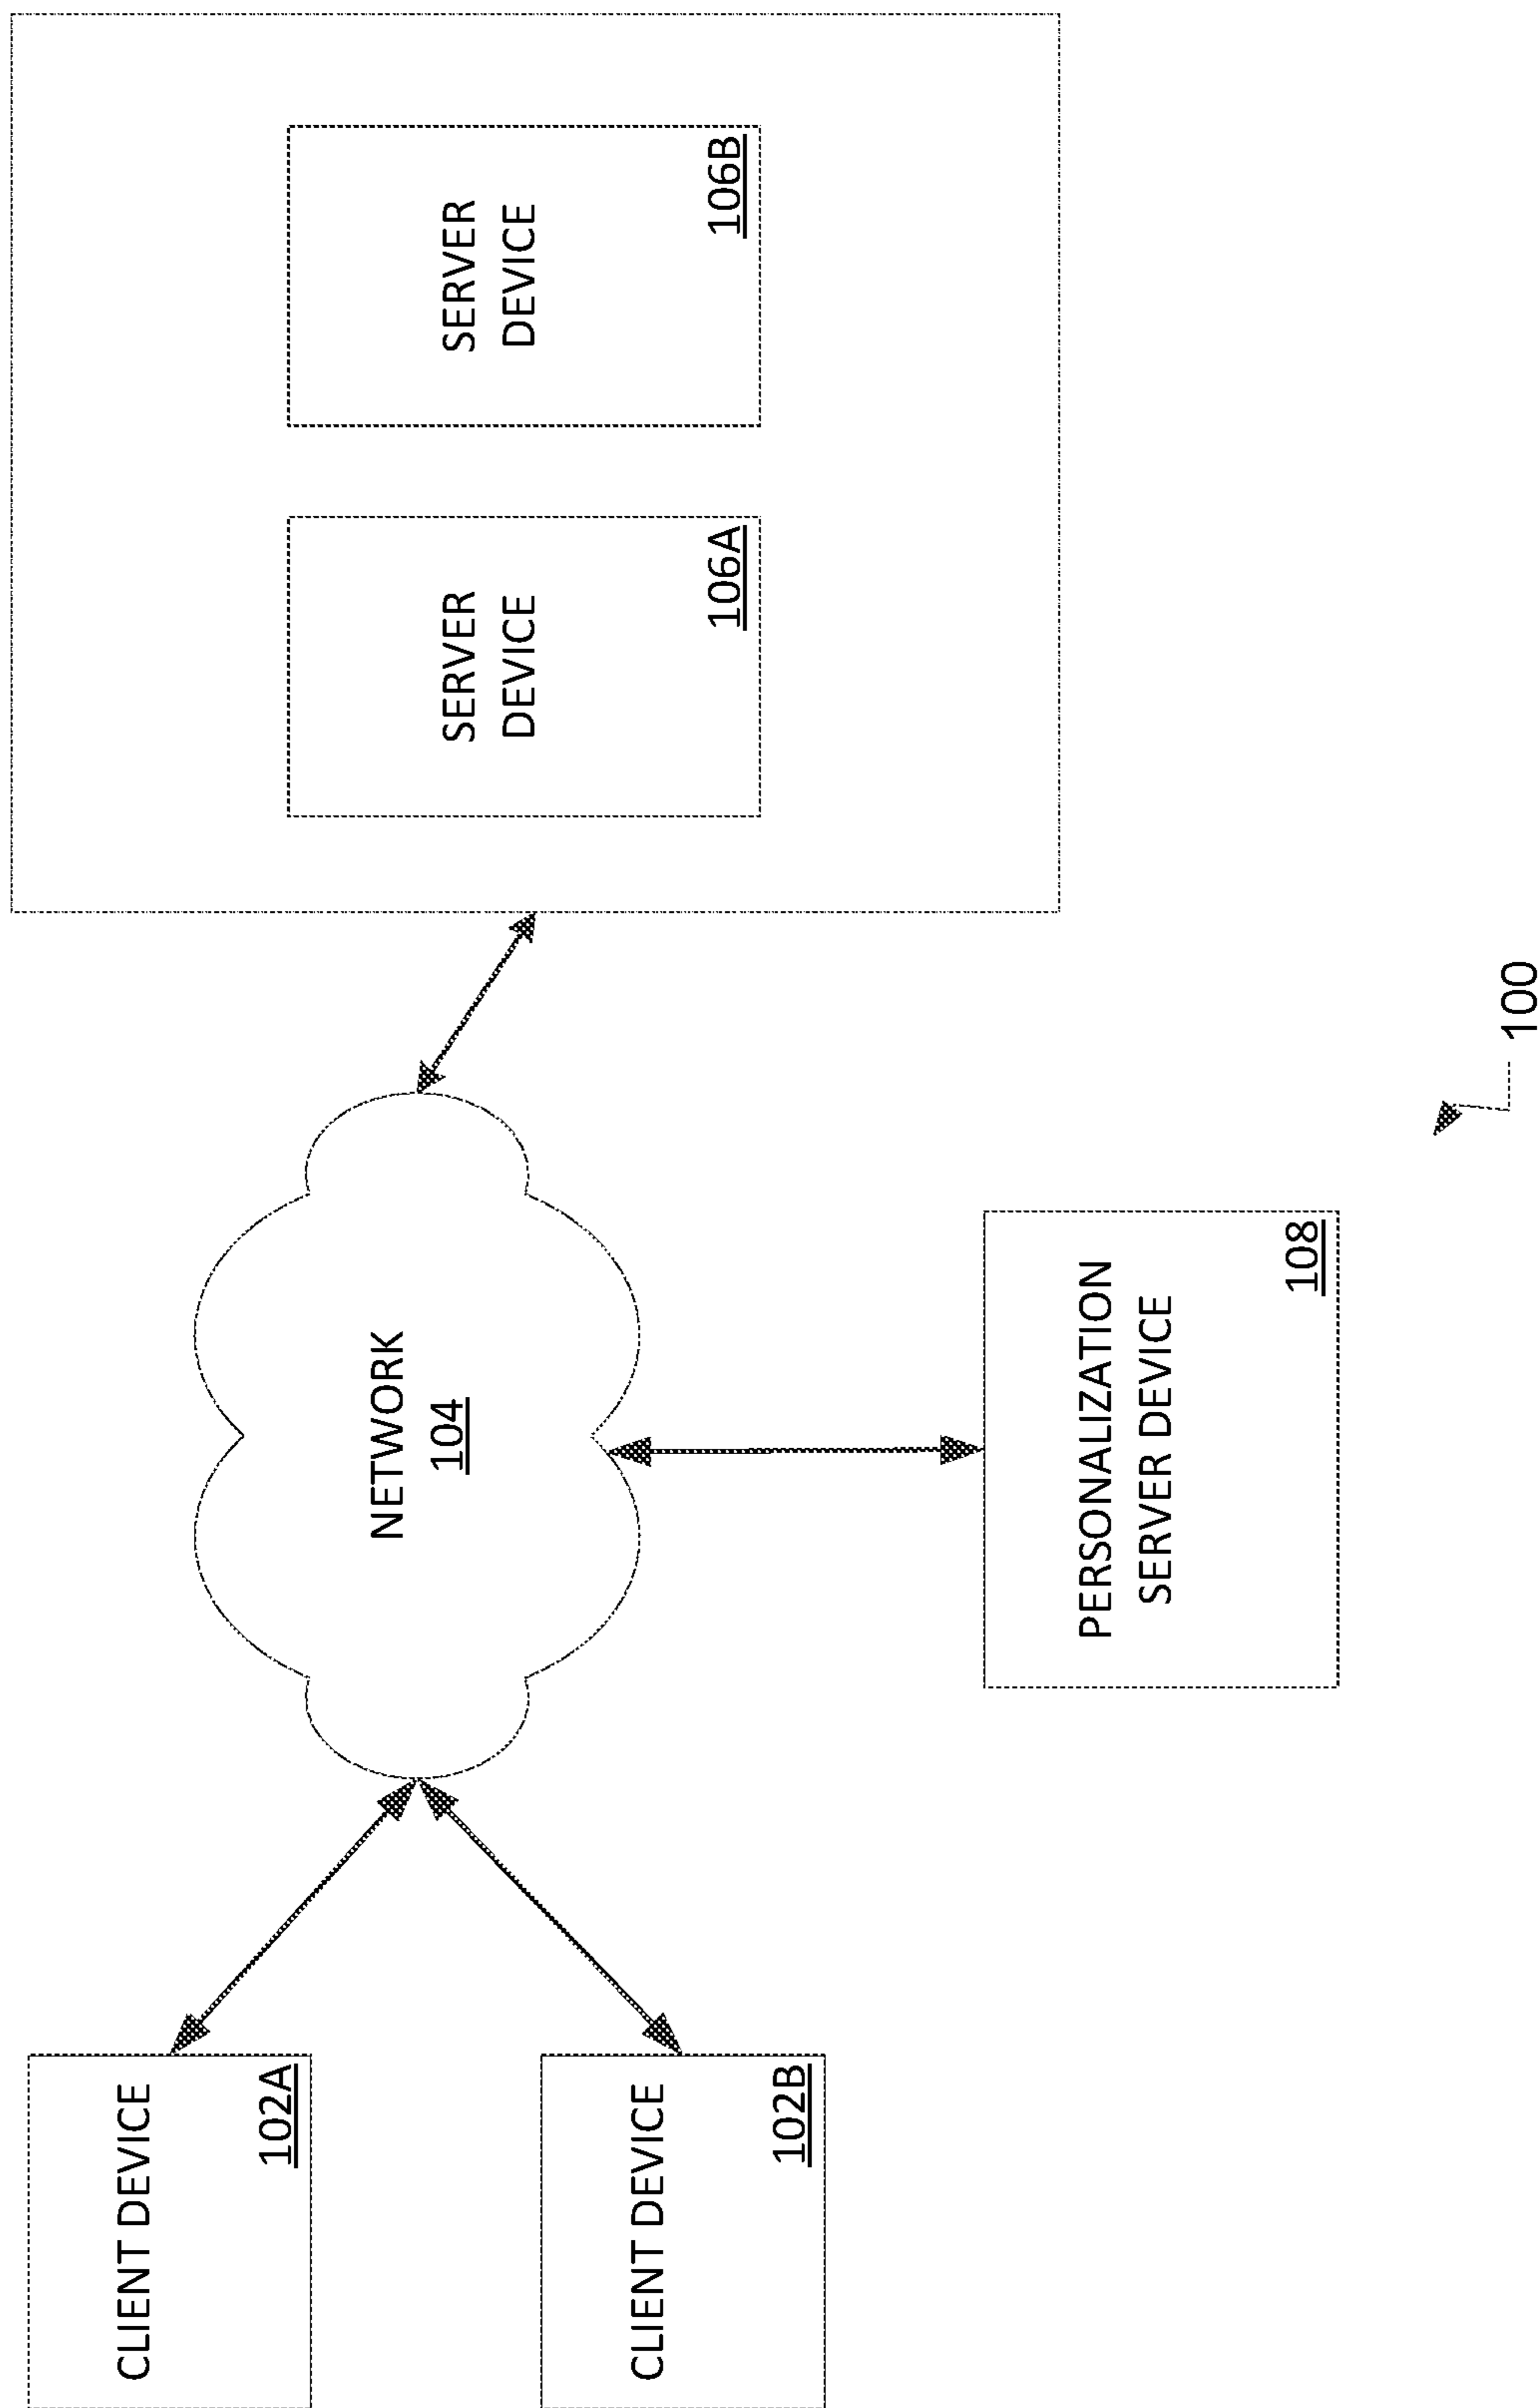 CLIENT DEVICE
102A
CLIENT DEVICE
102B
NETWORK
104
PERSONALIZATION
SERVER DEVICE
108
SERVER
DEVICE
106A
SERVER
DEVICE
106B
100